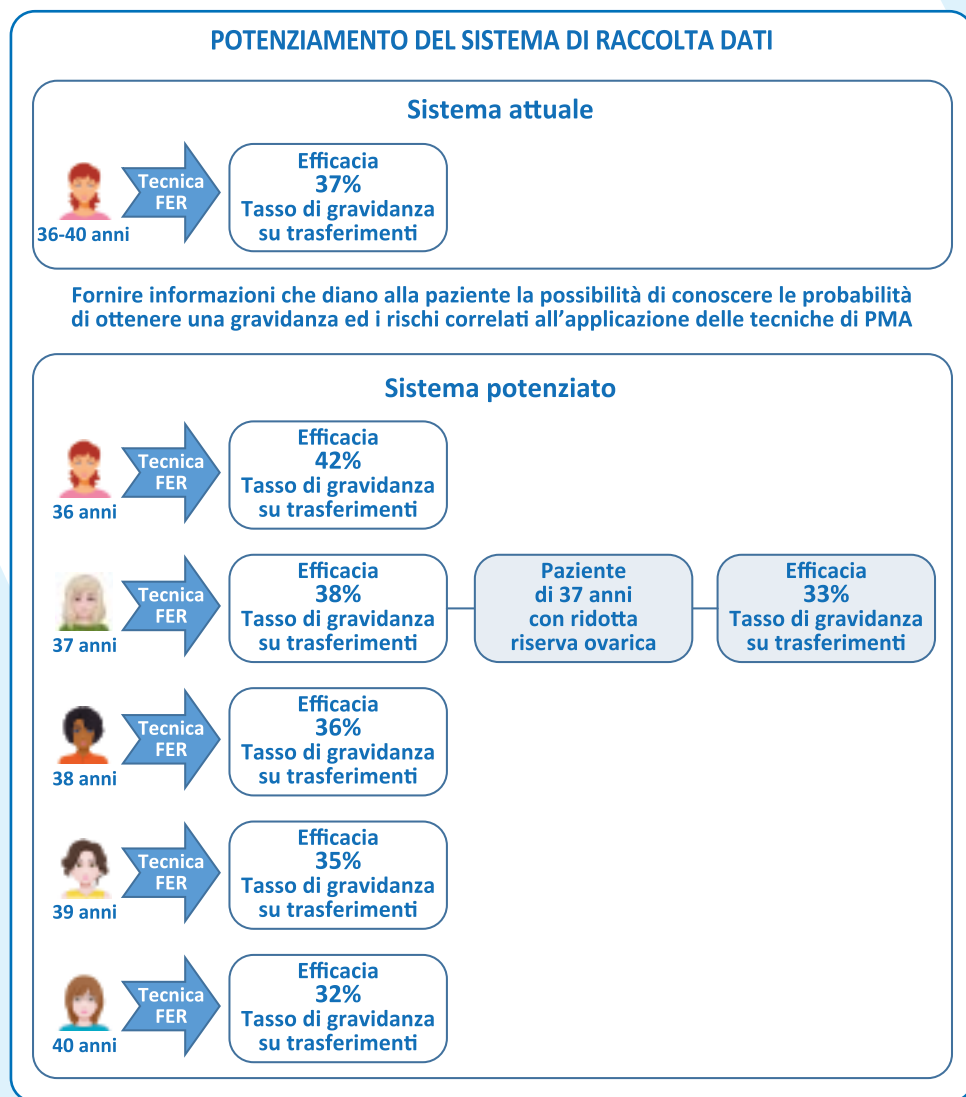 POTENZIAMENTO DEL SISTEMA DI RACCOLTA DATI
Sistema attuale
36-40 anni
Tecnica
FER
Efficacia
37%
Tasso di gravidanza
su trasferimenti
Fornire informazioni che diano alla paziente la possibilità di conoscere le probabilità
di ottenere una gravidanza ed i rischi correlati all’applicazione delle tecniche di PMA
Sistema potenziato
36 anni
Tecnica
FER
Efficacia
42%
Tasso di gravidanza
su trasferimenti
37 anni
Tecnica
FER
Efficacia
38%
Tasso di gravidanza
su trasferimenti
Paziente
di 37 anni
con ridotta
riserva ovarica
Efficacia
33%
Tasso di gravidanza
su trasferimenti
38 anni
Tecnica
FER
Efficacia
36%
Tasso di gravidanza
su trasferimenti
39 anni
Tecnica
FER
Efficacia
35%
Tasso di gravidanza
su trasferimenti
40 anni
Tecnica
FER
Efficacia
32%
Tasso di gravidanza
su trasferimenti